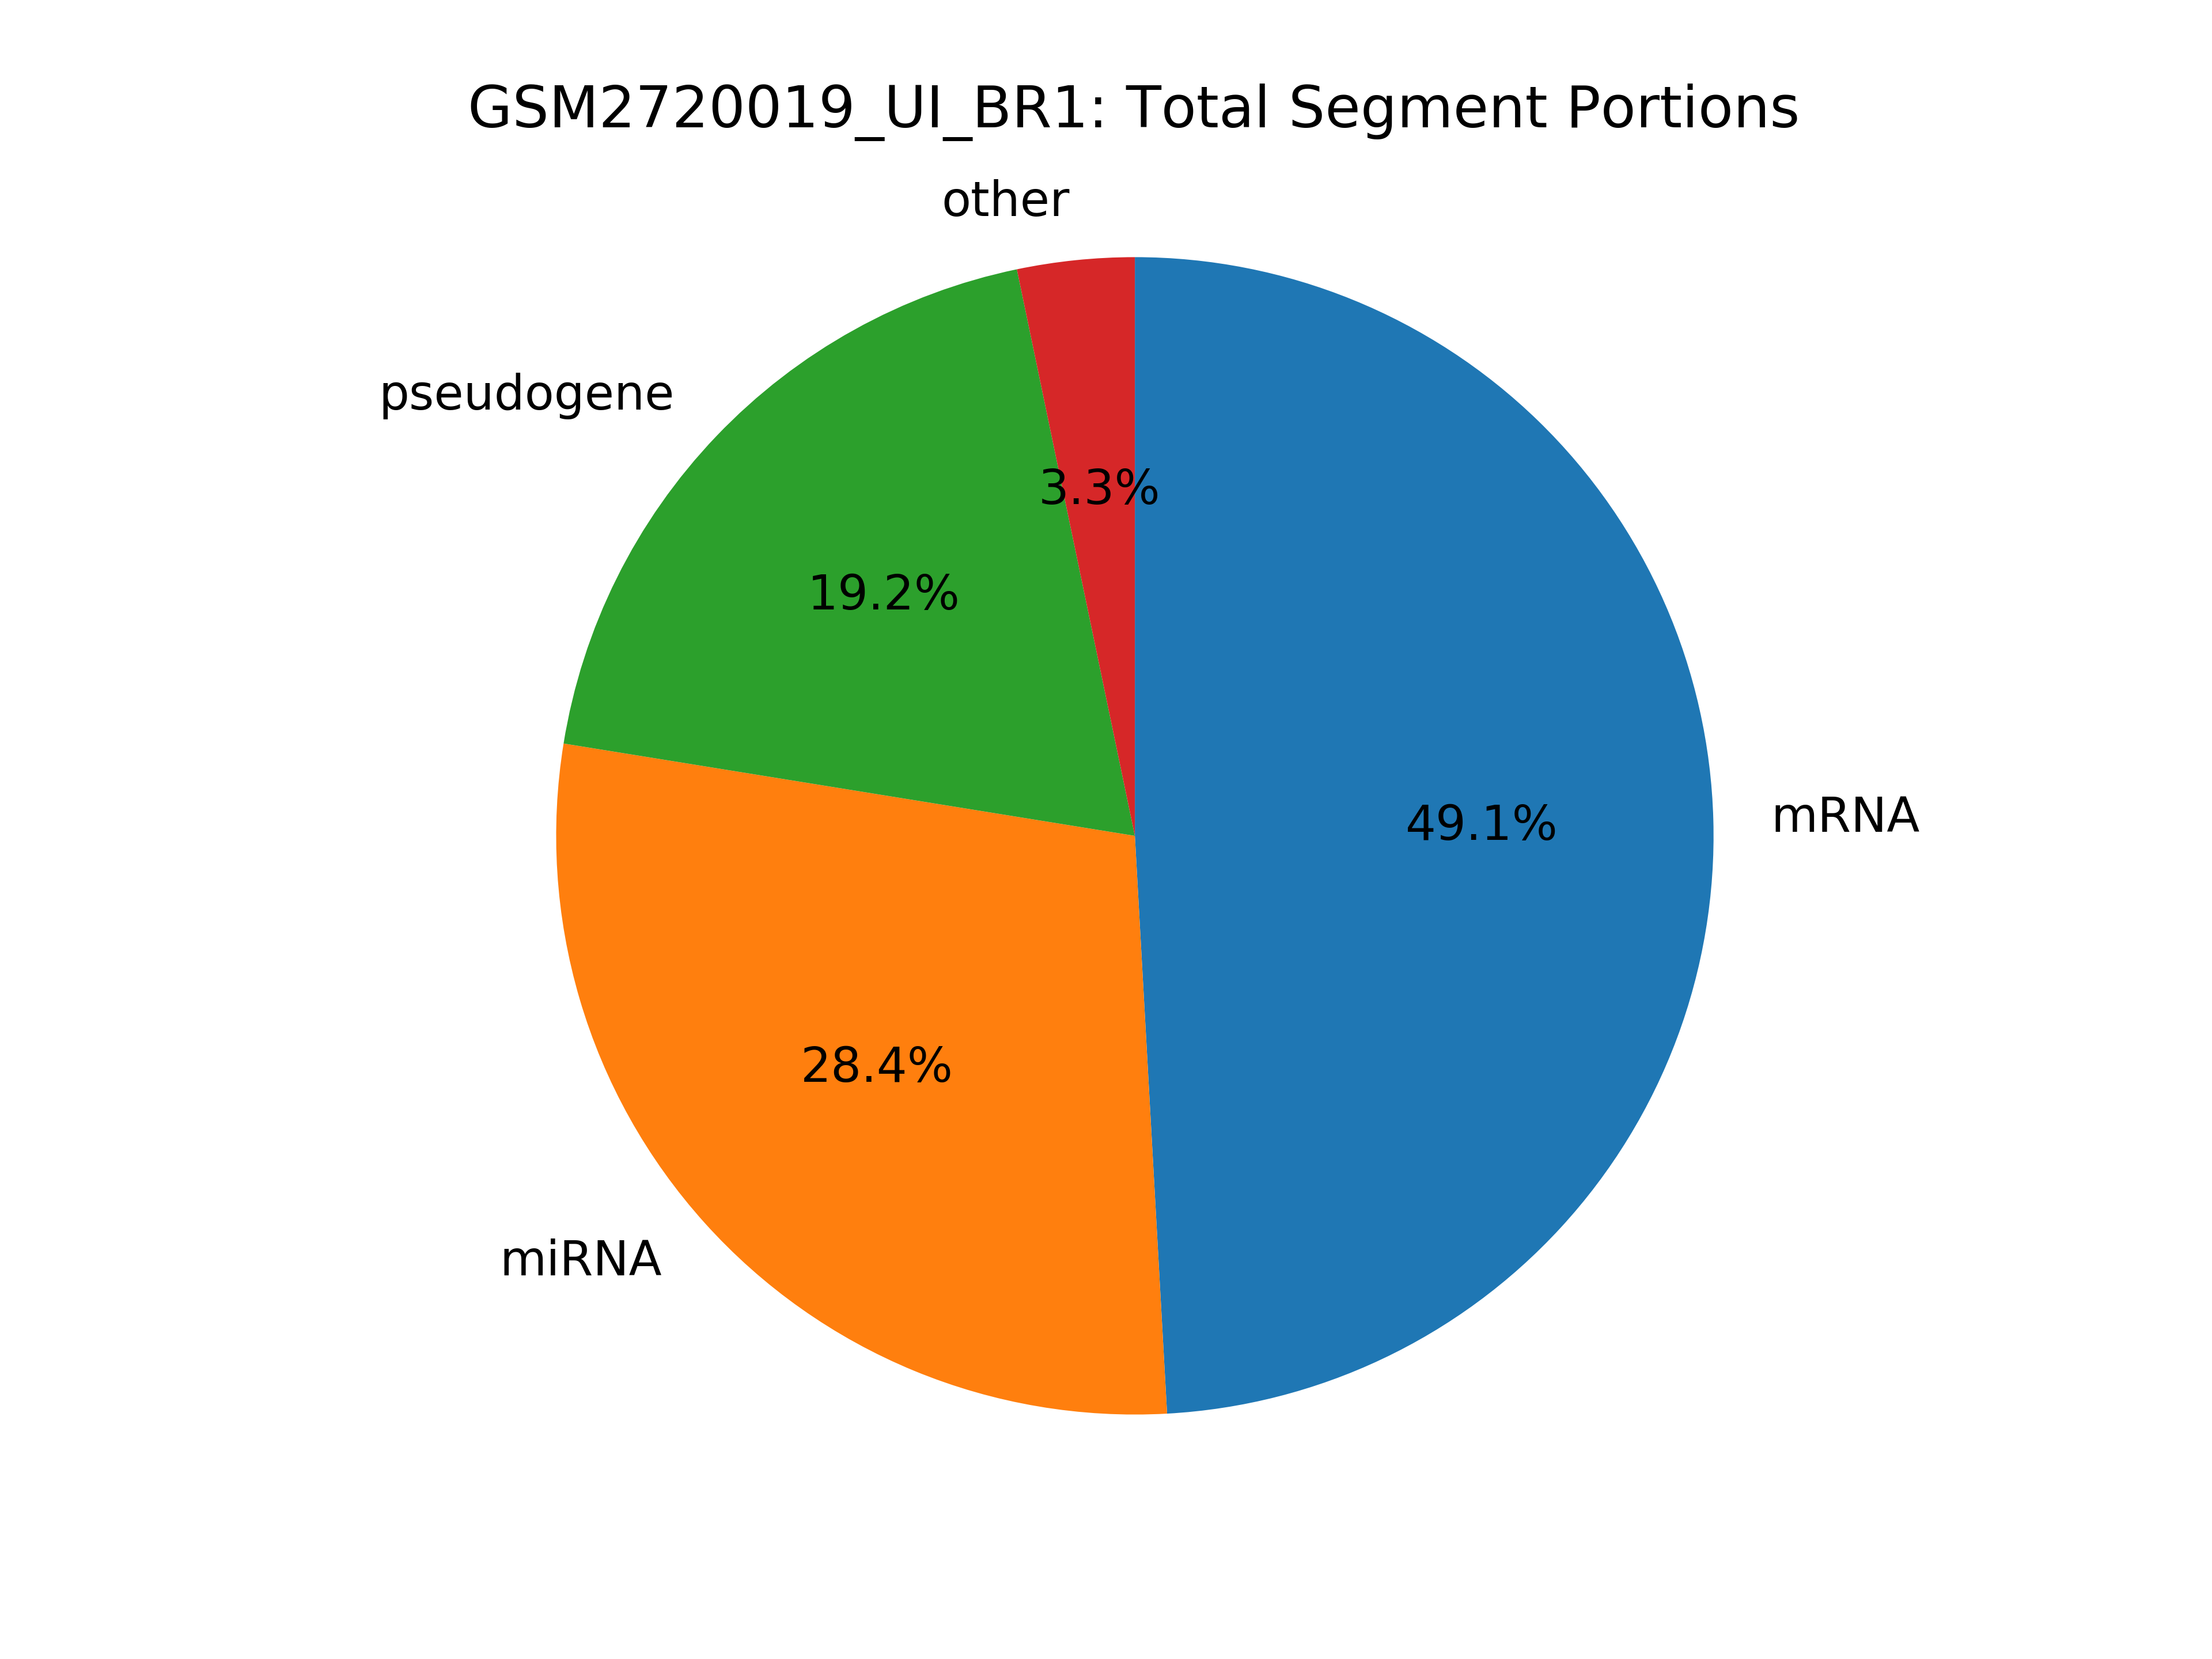 GSM2720019_UI_BR1: Total Segment Portions
other
pseudogene
3.3%
19.2%
49.1%
mRNA
28.4%
miRNA